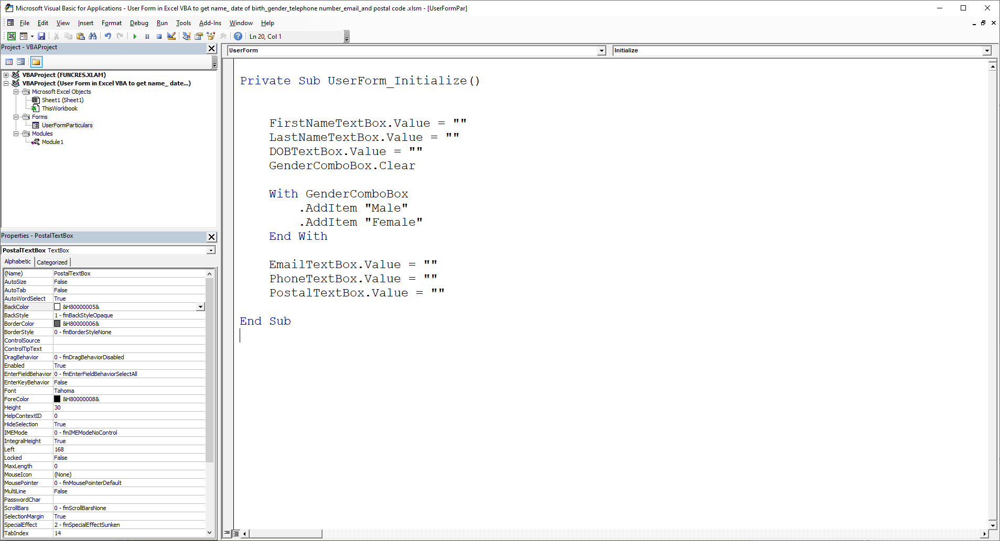 Microsoft Visual Basic for Applications - User Form in Excel VBA to get name_ date of birth_gender_telephone number_email_and postal code .xlsm - [UserFormPar]
File Edit View Insert Format Debug Run Tools Add-Ins Window Help
Ln 20, Col 1
Project - VBAProject
VBAProject (FUNCRES.XLAM)
VBAProject (User Form in Excel VBA to get name_ date...)
Microsoft Excel Objects
Sheet1 (Sheet1)
ThisWorkbook
Forms
UserFormParticulars
Modules
Module1
Properties - PostalTextBox
PostalTextBox TextBox
Alphabetic Categorized
(Name) PostalTextBox
AutoSize False
AutoTab False
AutoWordSelect True
BackColor &H80000005&
BackStyle 1 - fmBackStyleOpaque
BorderColor &H80000006&
BorderStyle 0 - fmBorderStyleNone
ControlSource
ControlTipText
DragBehavior 0 - fmDragBehaviorDisabled
Enabled True
EnterFieldBehavior 0 - fmEnterFieldBehaviorSelectAll
EnterKeyBehavior False
Font Tahoma
ForeColor &H80000008&
Height 30
HelpContextID 0
HideSelection True
IMEMode 0 - fmIMEModeNoControl
IntegralHeight True
Left 168
Locked False
MaxLength 0
MouseIcon (None)
MousePointer 0 - fmMousePointerDefault
MultiLine False
PasswordChar
ScrollBars 0 - fmScrollBarsNone
SelectionMargin True
SpecialEffect 2 - fmSpecialEffectSunken
TabIndex 14
UserForm Initialize
Private Sub UserForm_Initialize()
FirstNameTextBox.Value = ""
LastNameTextBox.Value = ""
DOBTextBox.Value = ""
GenderComboBox.Clear
With GenderComboBox
.AddItem "Male"
.AddItem "Female"
End With
EmailTextBox.Value = ""
PhoneTextBox.Value = ""
PostalTextBox.Value = ""
End Sub